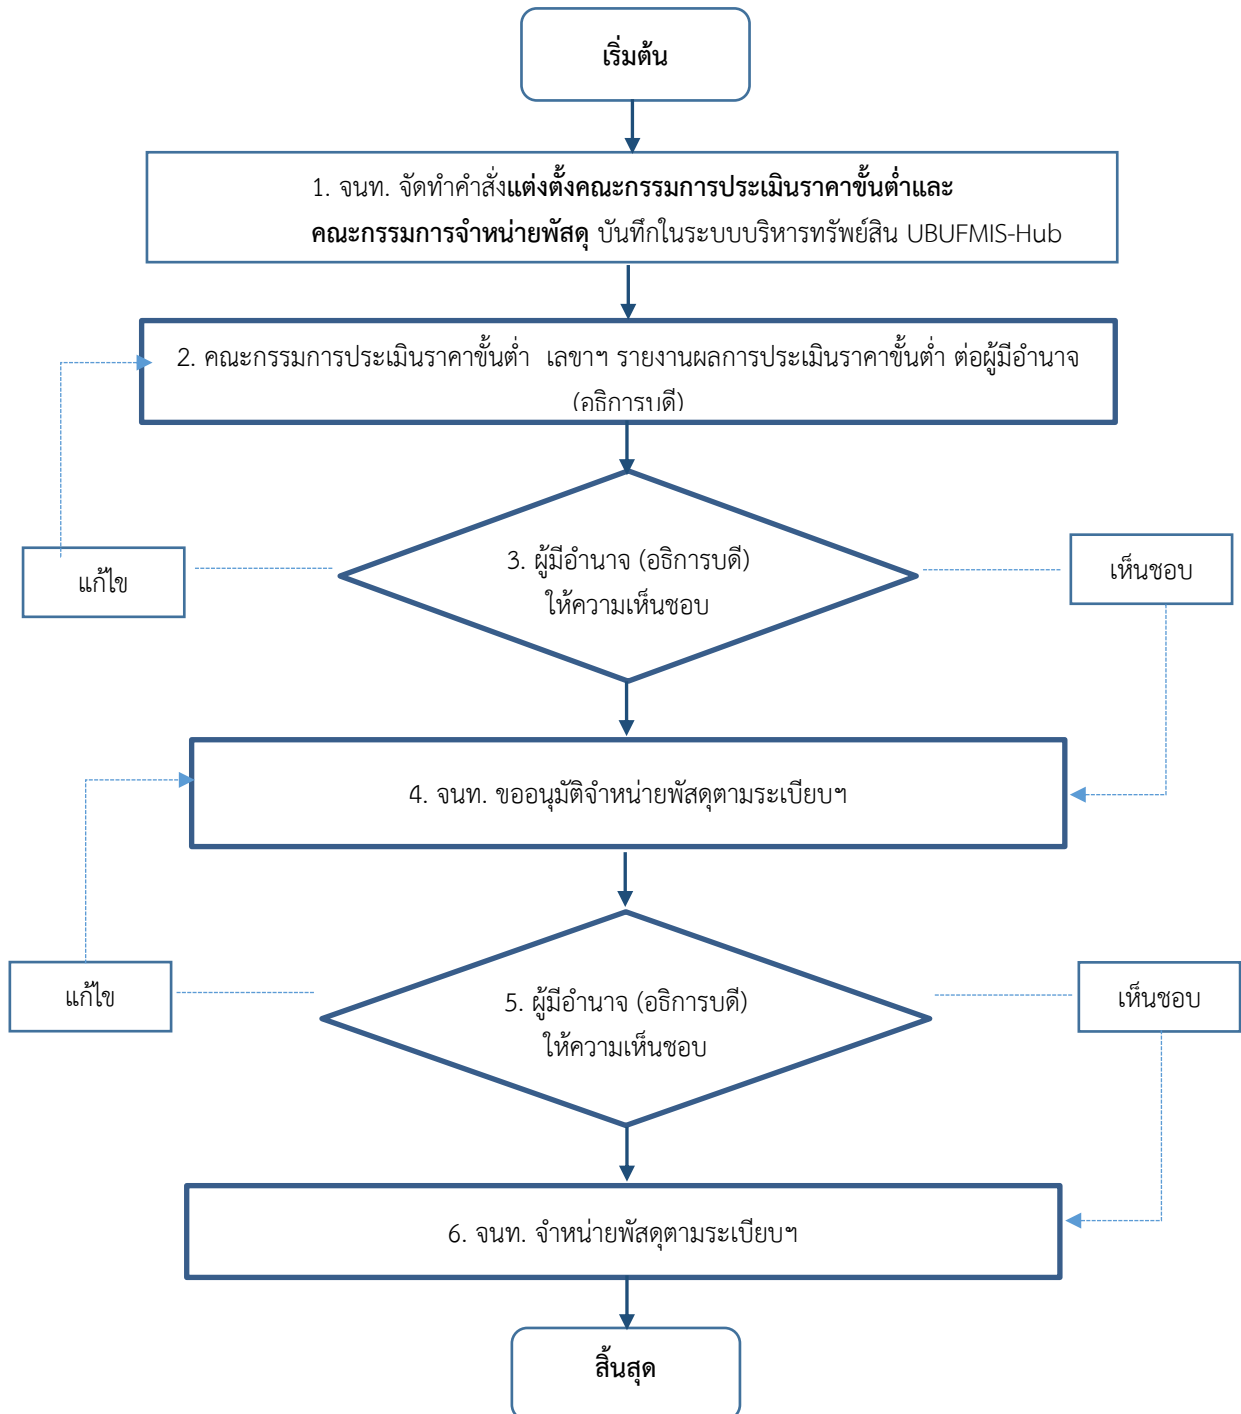 เริ่มต้น
1. จนท. จัดทำคำสั่งแต่งตั้งคณะกรรมการประเมินราคาขั้นต่ำและ
คณะกรรมการจำหน่ายพัสดุ บันทึกในระบบบริหารทรัพย์สิน UBUFMIS-Hub
2. คณะกรรมการประเมินราคาขั้นต่ำ เลขาฯ รายงานผลการประเมินราคาขั้นต่ำ ต่อผู้มีอำนาจ
(อธิการบดี)
3. ผู้มีอำนาจ (อธิการบดี)
ให้ความเห็นชอบ
แก้ไข
เห็นชอบ
4. จนท. ขออนุมัติจำหน่ายพัสดุตามระเบียบฯ
5. ผู้มีอำนาจ (อธิการบดี)
ให้ความเห็นชอบ
แก้ไข
เห็นชอบ
6. จนท. จำหน่ายพัสดุตามระเบียบฯ
สิ้นสุด